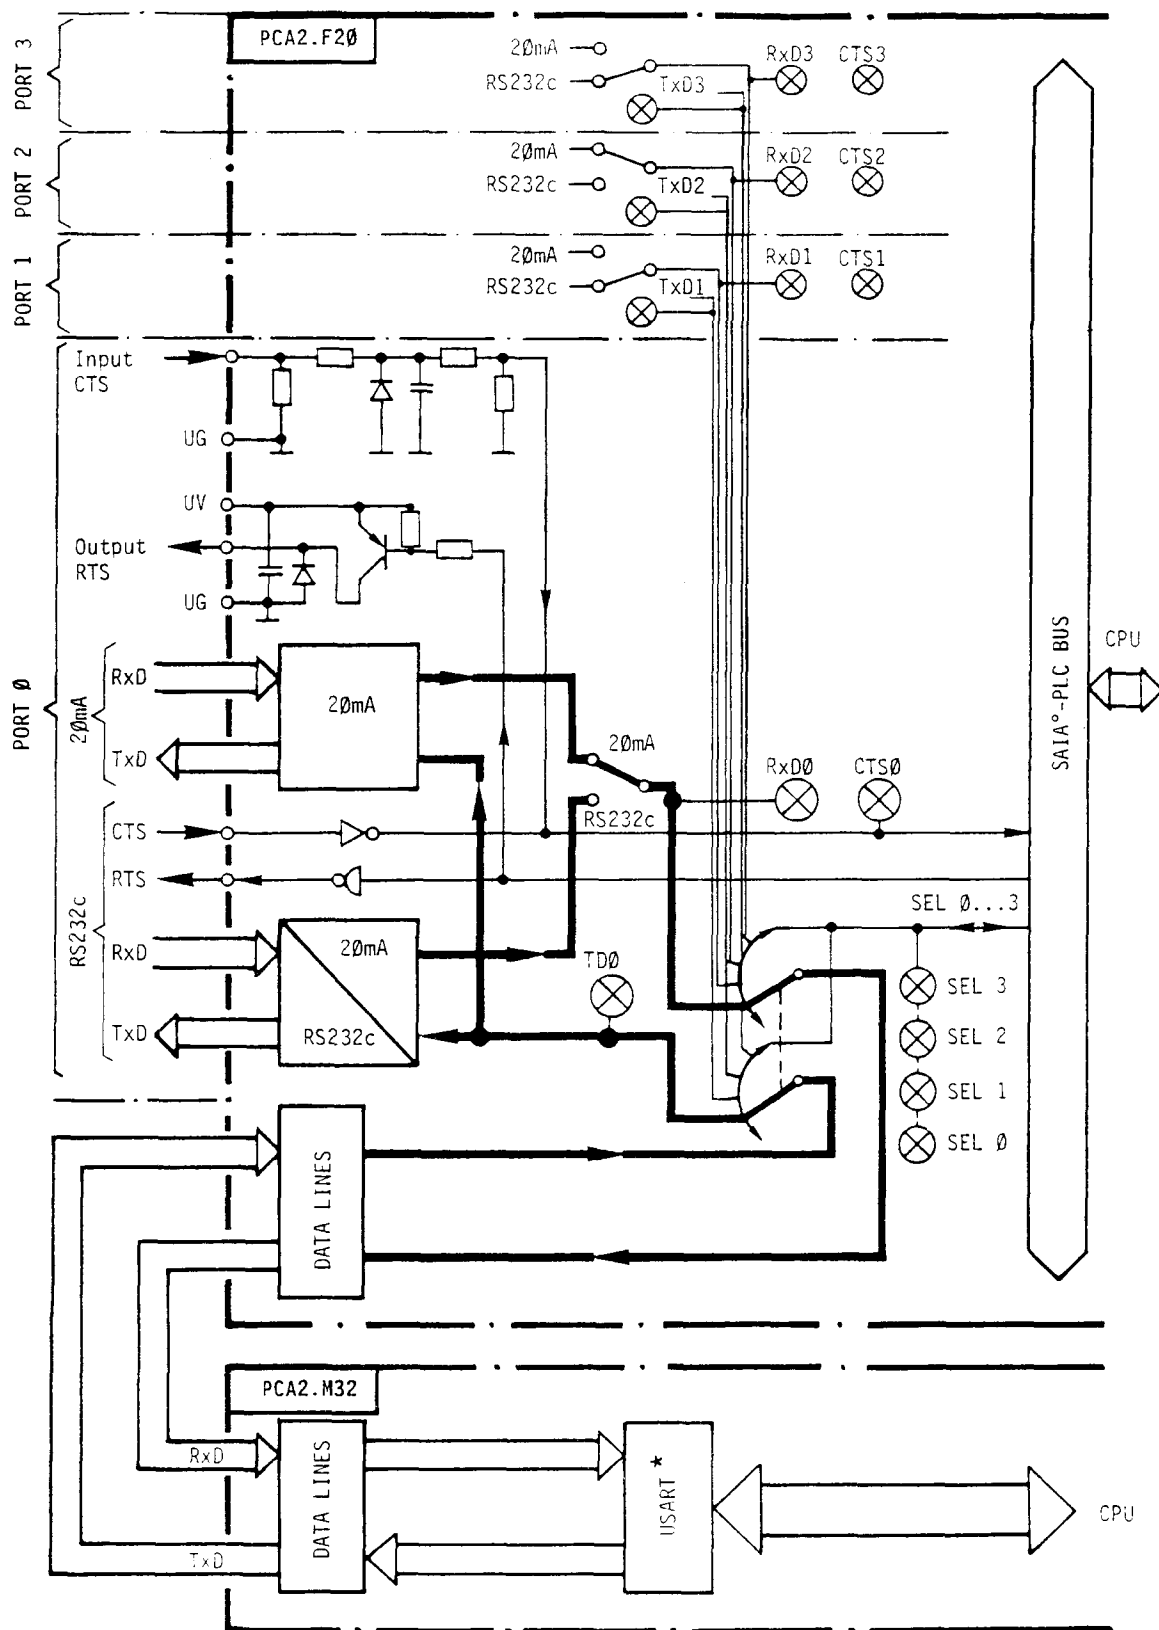 PCA2.F2Ø
PORT 3
20mA
RS232c
TxD3
RxD3
CTS3
PORT 2
20mA
RS232c
TxD2
RxD2
CTS2
PORT 1
20mA
RS232c
TxD1
RxD1
CTS1
PORT Ø
Input
CTS
UG
UV
Output
RTS
UG
2ØmA
RxD
TxD
2ØmA
2ØmA
RS232c
RxDØ
CTSØ
SAIA°-PLC BUS
CPU
RS232c
CTS
RTS
RxD
TxD
2ØmA
RS232c
TDØ
SEL Ø...3
SEL 3
SEL 2
SEL 1
SEL Ø
DATA LINES
PCA2.M32
RxD
TxD
DATA LINES
USART *
CPU